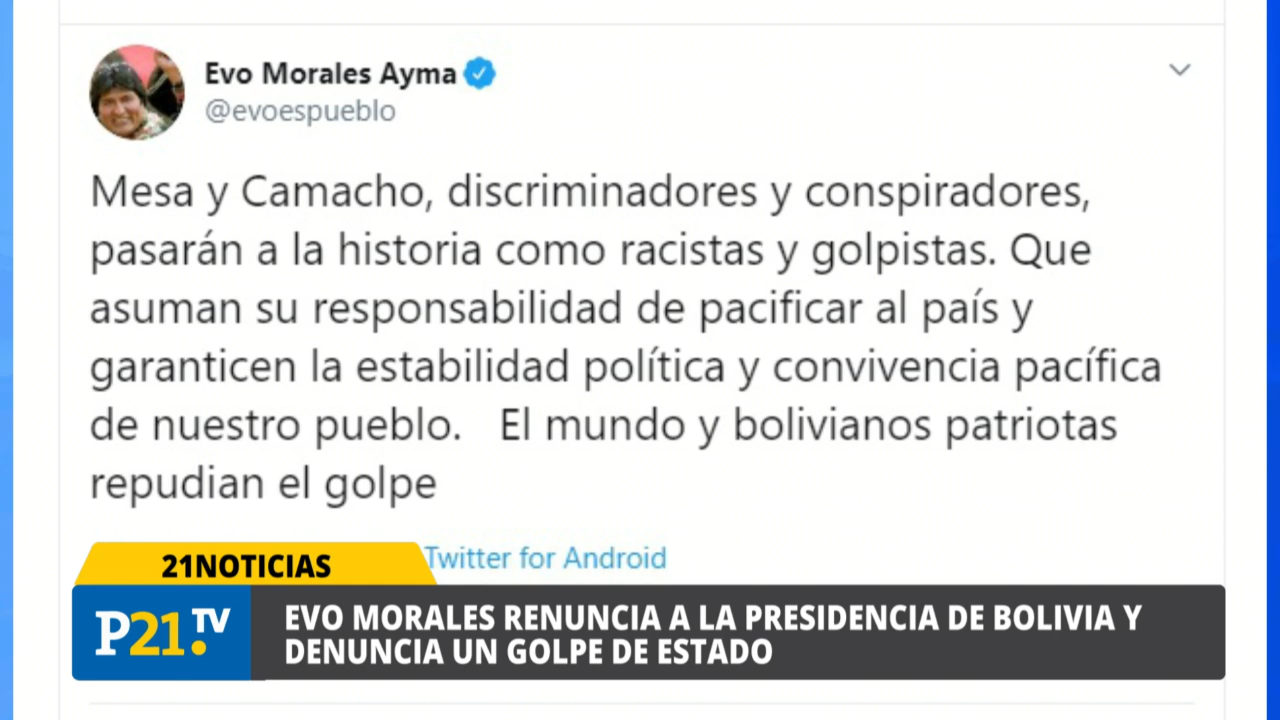 Evo Morales Ayma
@evoespueblo
Mesa y Camacho, discriminadores y conspiradores,
pasarán a la historia como racistas y golpistas. Que
asuman su responsabilidad de pacificar al país y
garanticen la estabilidad política y convivencia pacífica
de nuestro pueblo. El mundo y bolivianos patriotas
repudian el golpe
Twitter for Android
21NOTICIAS
P21.TV
EVO MORALES RENUNCIA A LA PRESIDENCIA DE BOLIVIA Y
DENUNCIA UN GOLPE DE ESTADO